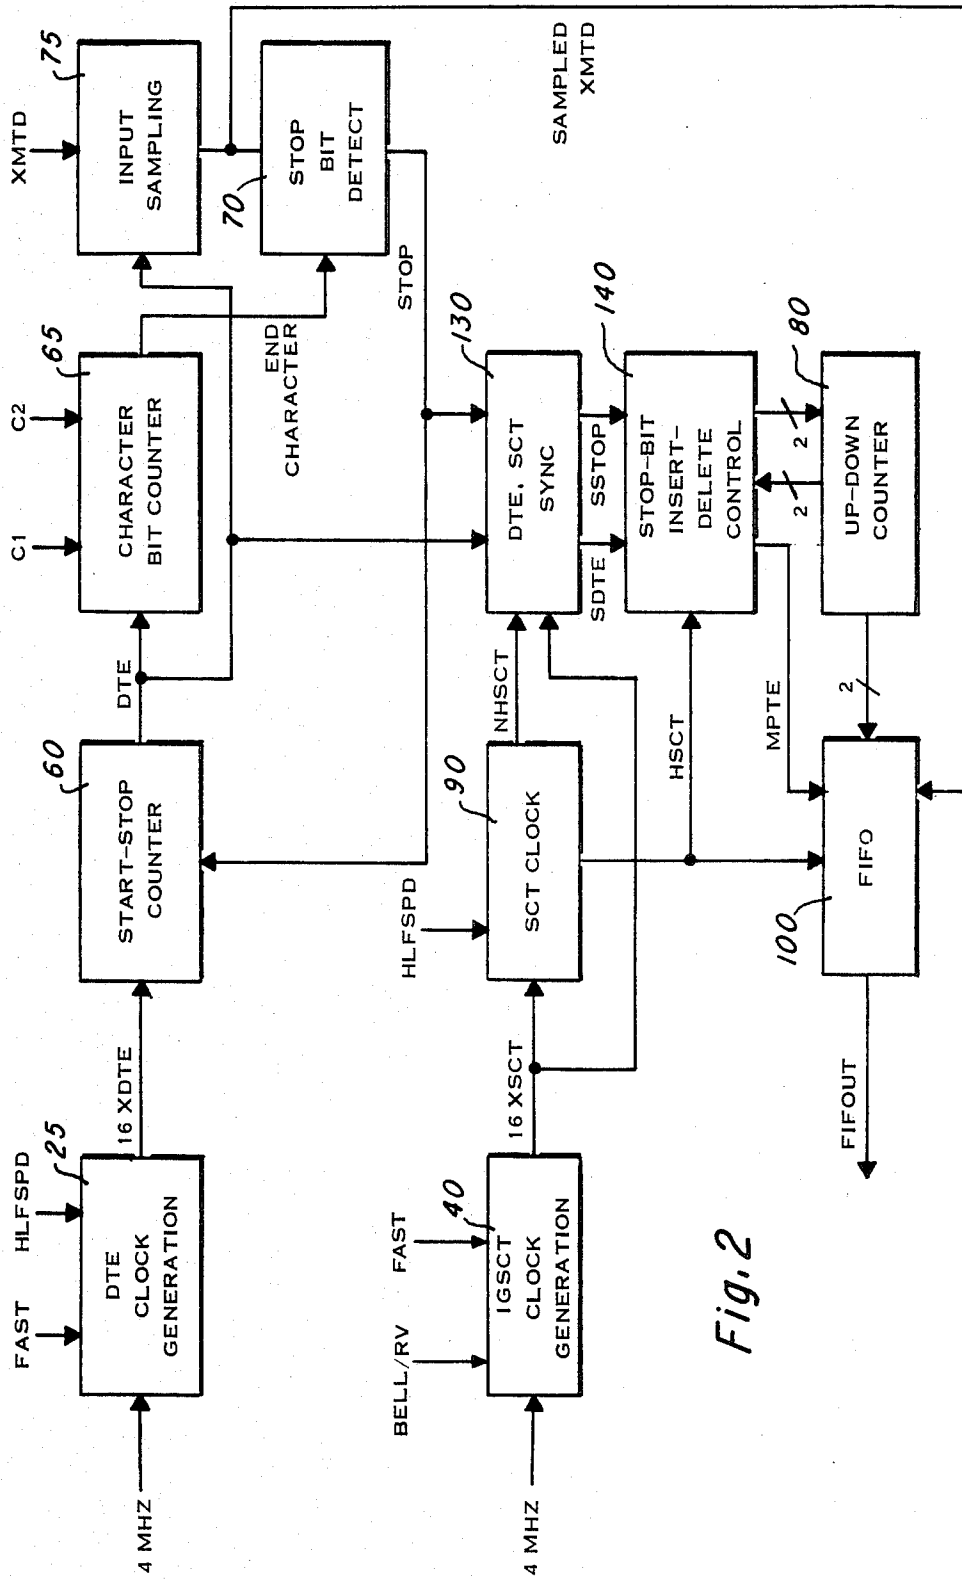 4 MHZ
FAST
HLFSPD
25
DTE
CLOCK
GENERATION
16 XDTE
60
START-STOP
COUNTER
DTE
C1
C2
65
CHARACTER
BIT COUNTER
END
CHARACTER
XMTD
75
INPUT
SAMPLING
70
STOP
BIT
DETECT
STOP
SAMPLED
XMTD
4 MHZ
BELL/RV
FAST
40
IGSCT
CLOCK
GENERATION
16 XSCT
HLFSPD
90
SCT CLOCK
NHSCT
HSCT
130
DTE, SCT
SYNC
SDTE
SSTOP
140
STOP-BIT
INSERT-
DELETE
CONTROL
2
2
80
UP-DOWN
COUNTER
MPTE
2
100
FIFO
FIFOUT
Fig. 2